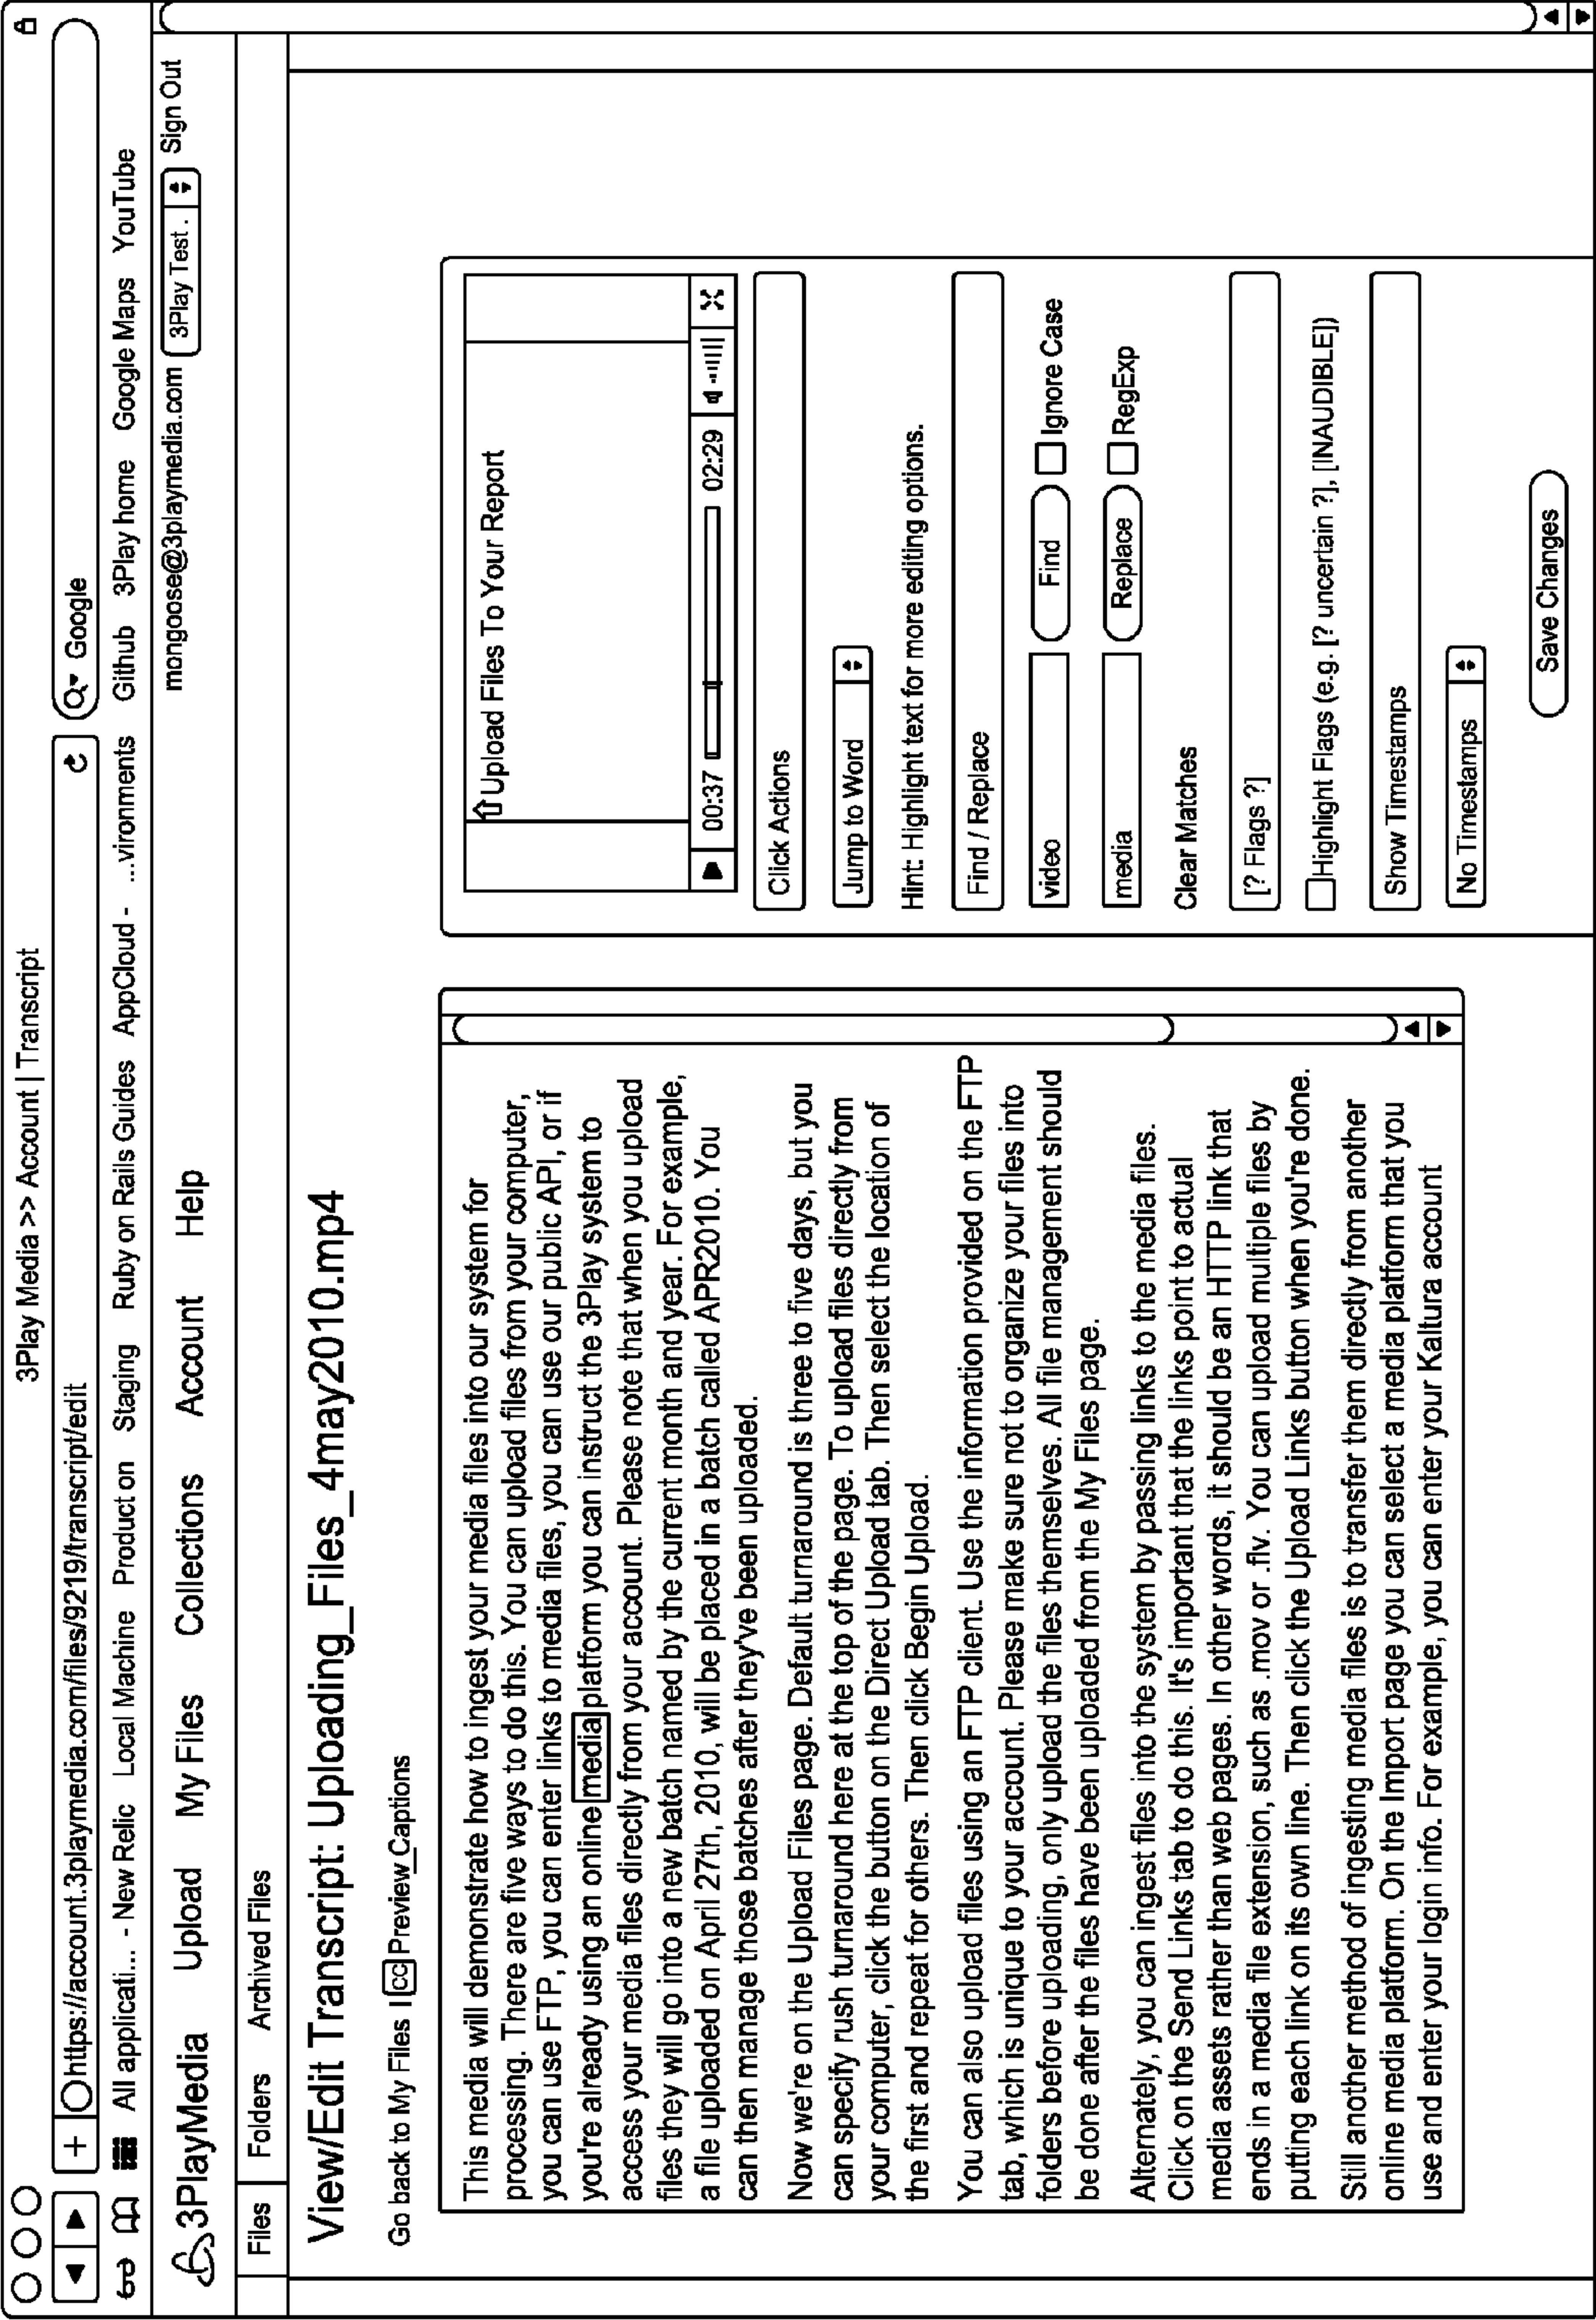 3Play Media >> Account | Transcript
+ https://account.3playmedia.com/files/9219/transcript/edit
Google
All applicati... - New Relic Local Machine Product on Staging Ruby on Rails Guides AppCloud - ...vironments Github 3Play home Google Maps YouTube
3PlayMedia Upload My Files Collections Account Help
mongoose@3playmedia.com 3Play Test . Sign Out
Files Folders Archived Files
View/Edit Transcript: Uploading_Files_4may2010.mp4
Go back to My Files | CC Preview_Captions
This media will demonstrate how to ingest your media files into our system for
processing. There are five ways to do this. You can upload files from your computer,
you can use FTP, you can enter links to media files, you can use our public API, or if
you're already using an online media platform you can instruct the 3Play system to
access your media files directly from your account. Please note that when you upload
files they will go into a new batch named by the current month and year. For example,
a file uploaded on April 27th, 2010, will be placed in a batch called APR2010. You
can then manage those batches after they've been uploaded.
Now we're on the Upload Files page. Default turnaround is three to five days, but you
can specify rush turnaround here at the top of the page. To upload files directly from
your computer, click the button on the Direct Upload tab. Then select the location of
the first and repeat for others. Then click Begin Upload.
You can also upload files using an FTP client. Use the information provided on the FTP
tab, which is unique to your account. Please make sure not to organize your files into
folders before uploading, only upload the files themselves. All file management should
be done after the files have been uploaded from the My Files page.
Alternately, you can ingest files into the system by passing links to the media files.
Click on the Send Links tab to do this. It's important that the links point to actual
media assets rather than web pages. In other words, it should be an HTTP link that
ends in a media file extension, such as .mov or .flv. You can upload multiple files by
putting each link on its own line. Then click the Upload Links button when you're done.
Still another method of ingesting media files is to transfer them directly from another
online media platform. On the Import page you can select a media platform that you
use and enter your login info. For example, you can enter your Kaltura account
Upload Files To Your Report
00:37 02:29
Click Actions
Jump to Word
Hint: Highlight text for more editing options.
Find / Replace
video Find Ignore Case
media Replace RegExp
Clear Matches
[? Flags ?]
Highlight Flags (e.g. [? uncertain ?], [INAUDIBLE])
Show Timestamps
No Timestamps
Save Changes